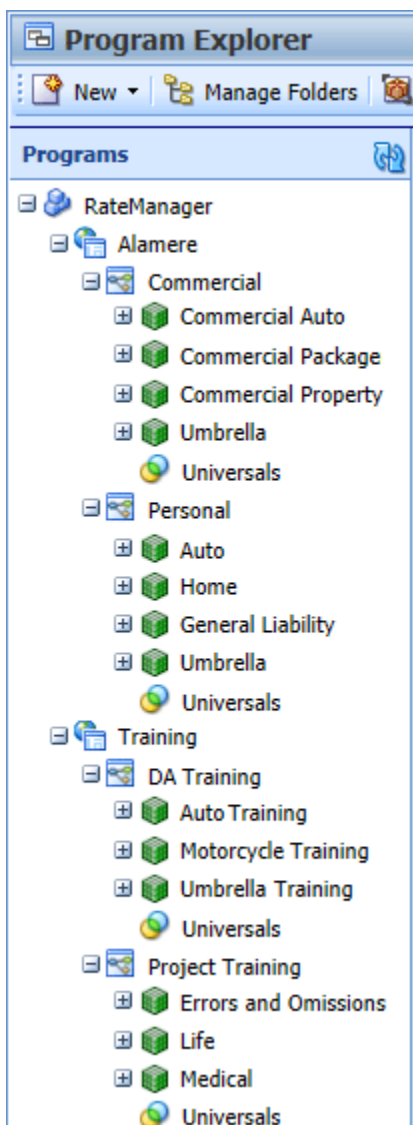 Program Explorer
New Manage Folders
Programs
RateManager
Alamere
Commercial
Commercial Auto
Commercial Package
Commercial Property
Umbrella
Universals
Personal
Auto
Home
General Liability
Umbrella
Universals
Training
DA Training
Auto Training
Motorcycle Training
Umbrella Training
Universals
Project Training
Errors and Omissions
Life
Medical
Universals